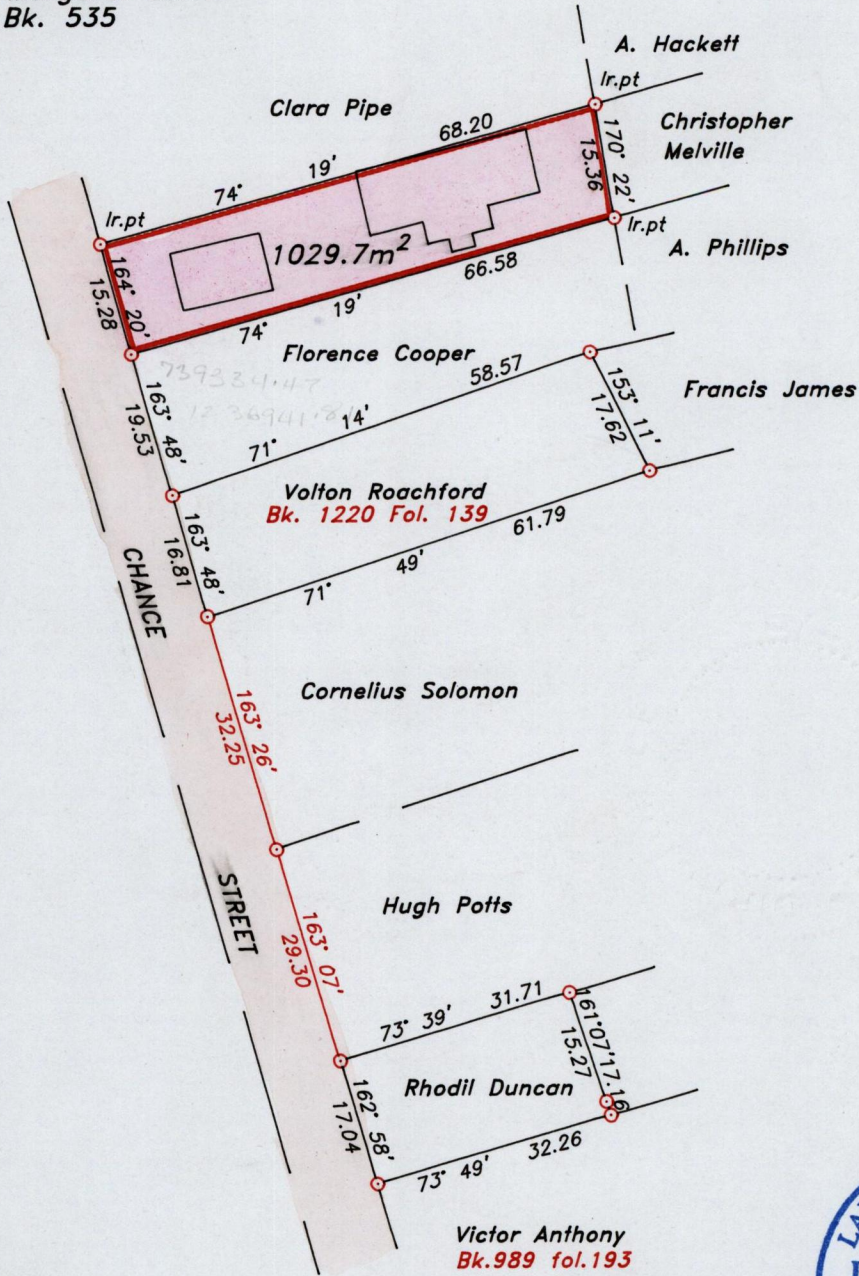 Bk. 535
A. Hackett
Ir.pt
Clara Pipe
68.20
Christopher
Melville
170° 22'
15.36
74° 19'
Ir.pt
Ir.pt
A. Phillips
1029.7m²
164° 20'
15.28
66.58
74° 19'
Florence Cooper
739334.47
58.57
153° 11'
17.62
Francis James
163° 48'
19.53
71° 14'
Volton Roachford
Bk. 1220 Fol. 139
61.79
163° 48'
16.81
71° 49'
CHANCE
Cornelius Solomon
163° 26'
32.25
STREET
Hugh Potts
163° 07'
29.30
31.71
73° 39'
161°07'17.16
15.27
Rhodil Duncan
162° 58'
17.04
32.26
73° 49'
Victor Anthony
Bk.989 fol.193